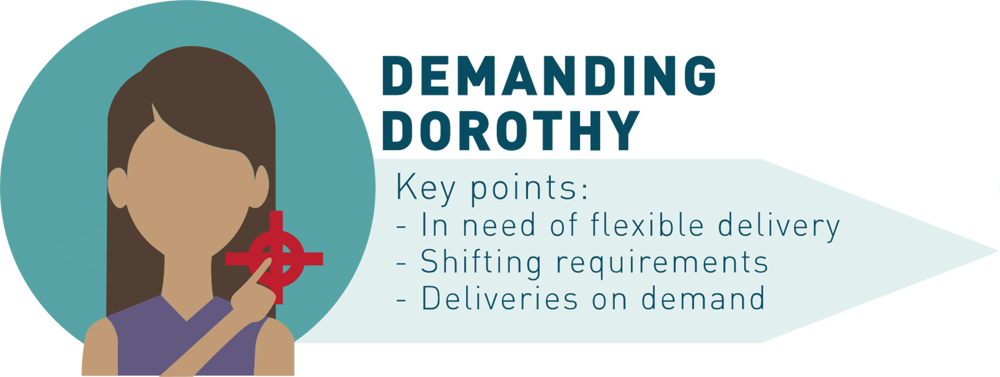 DEMANDING
DOROTHY
Key points:
- In need of flexible delivery
- Shifting requirements
- Deliveries on demand